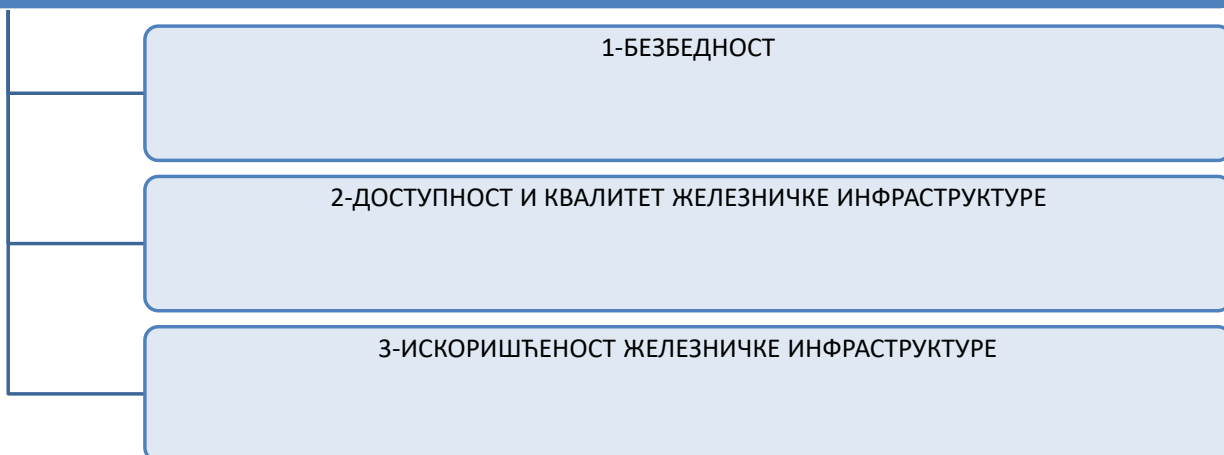 1-БЕЗБЕДНОСТ
2-ДОСТУПНОСТ И КВАЛИТЕТ ЖЕЛЕЗНИЧКЕ ИНФРАСТРУКТУРЕ
3-ИСКОРИШЋЕНОСТ ЖЕЛЕЗНИЧКЕ ИНФРАСТРУКТУРЕ